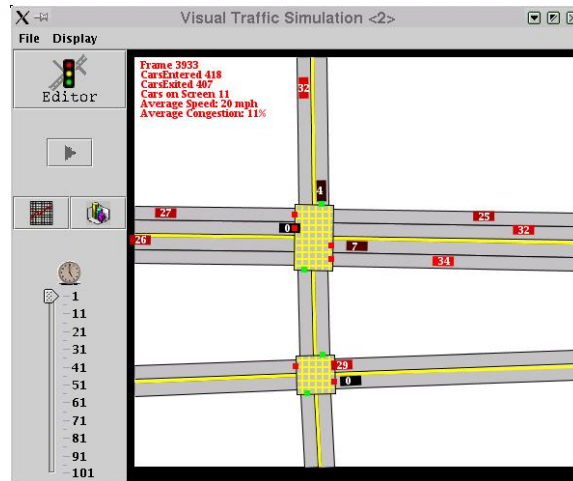 Visual Traffic Simulation <2>
File Display
Editor
Frame 3933
CarsEntered 418
CarsExited 407
Cars on Screen 11
Average Speed: 20 mph
Average Congestion: 11%
32
4
27
25
0
32
26
7
34
29
0
1
11
21
31
41
51
61
71
81
91
101